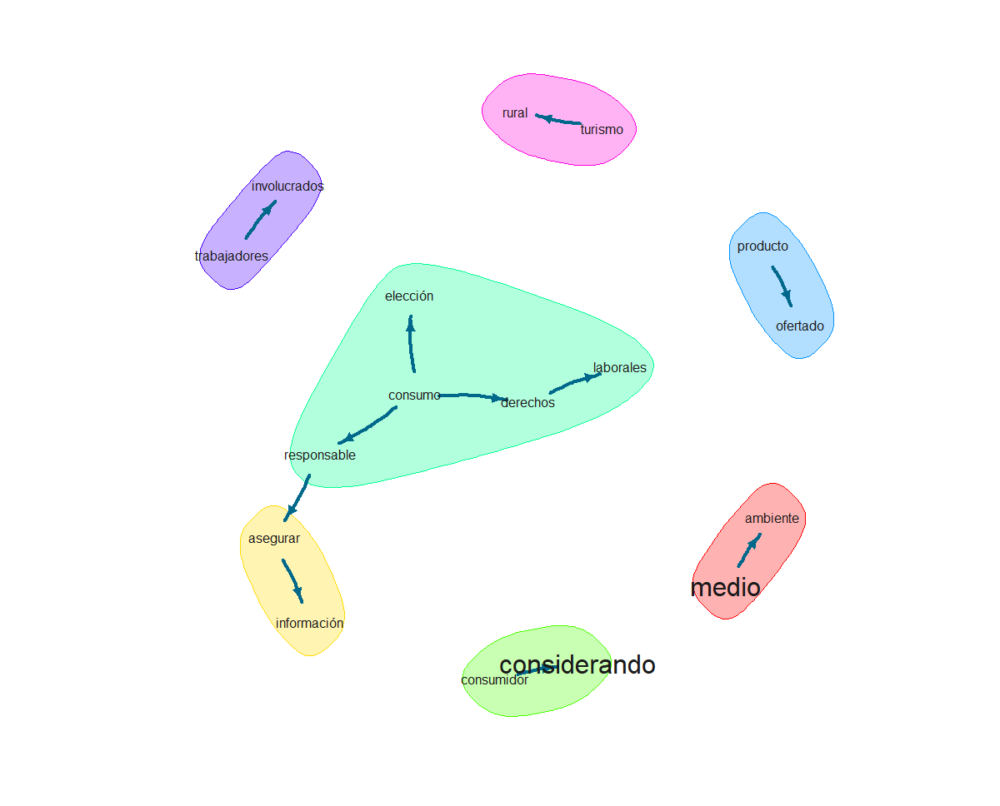 rural
turismo
involucrados
trabajadores
producto
ofertado
elección
laborales
consumo
derechos
responsable
asegurar
información
ambiente
medio
considerando
consumidor